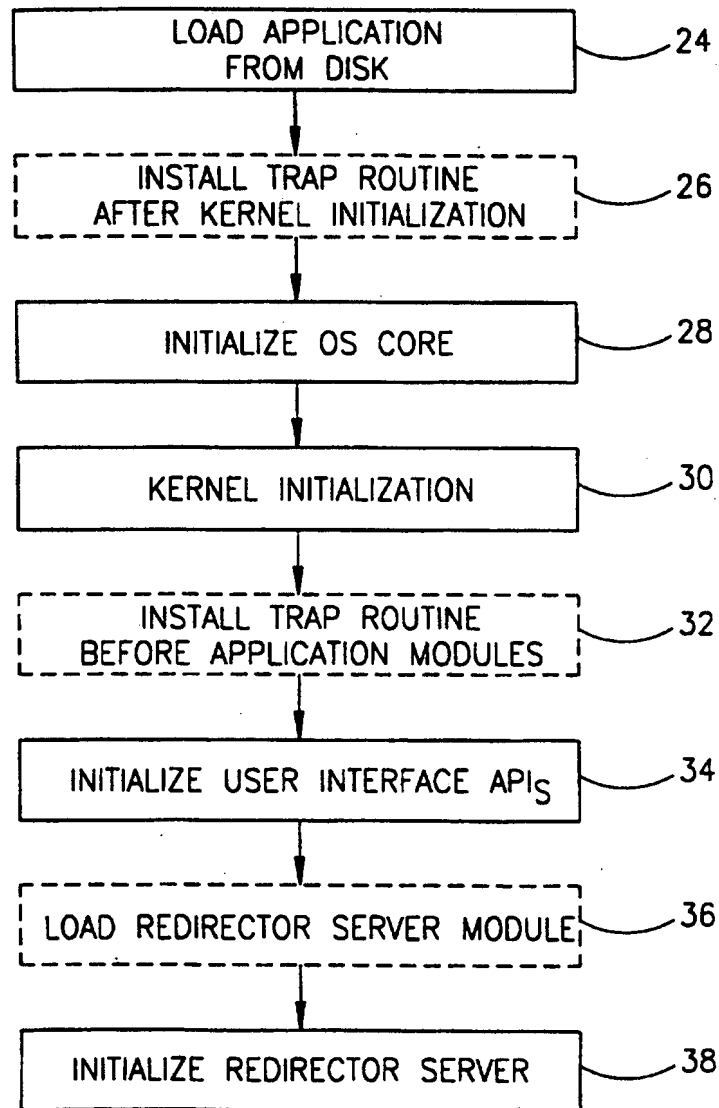 LOAD APPLICATION
FROM DISK
24
INSTALL TRAP ROUTINE
AFTER KERNEL INITIALIZATION
26
INITIALIZE OS CORE
28
KERNEL INITIALIZATION
30
INSTALL TRAP ROUTINE
BEFORE APPLICATION MODULES
32
INITIALIZE USER INTERFACE APIS
34
LOAD REDIRECTOR SERVER MODULE
36
INITIALIZE REDIRECTOR SERVER
38